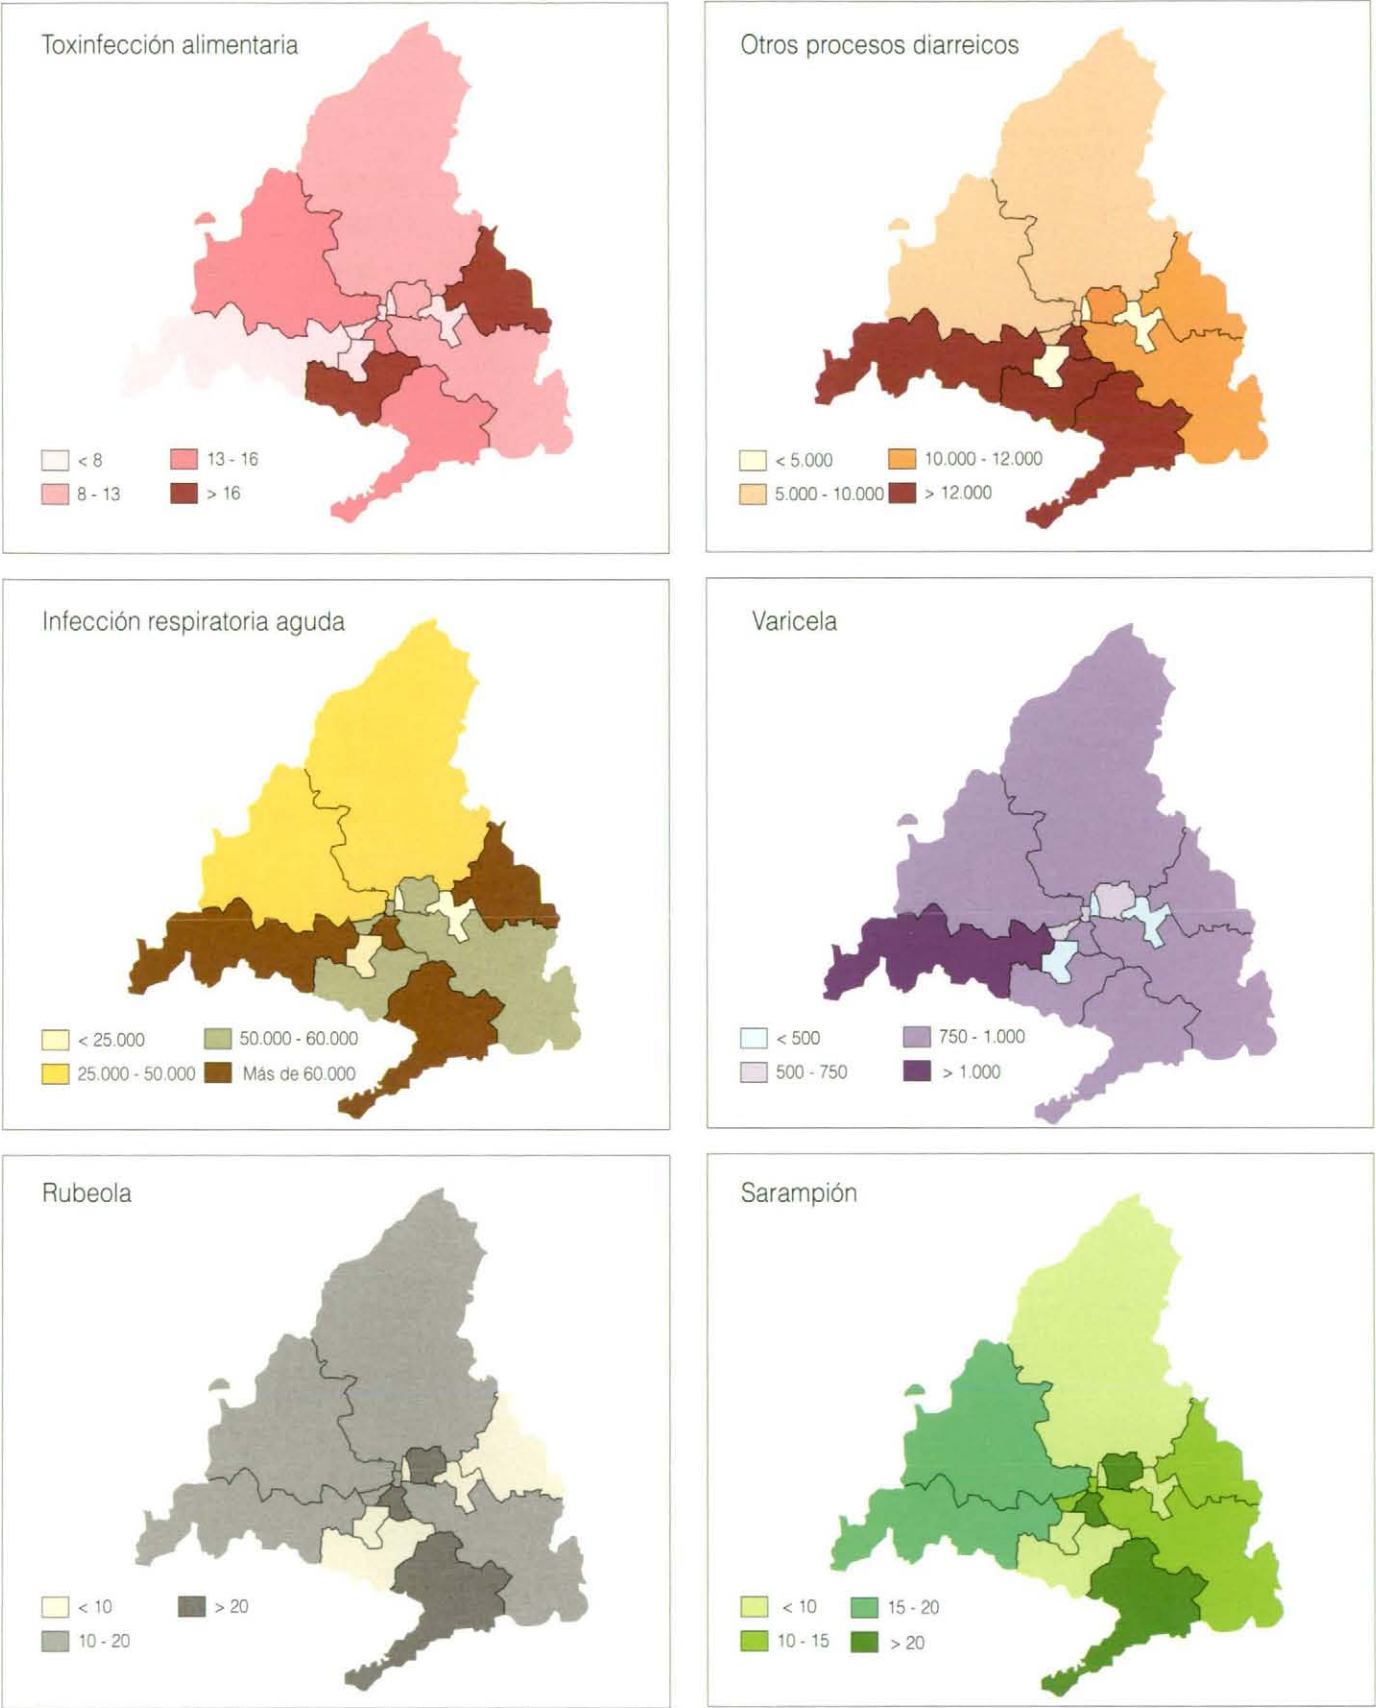 Toxinfección alimentaria
< 8
13 - 16
8 - 13
> 16
Otros procesos diarreicos
< 5.000
10.000 - 12.000
5.000 - 10.000
> 12.000
Infección respiratoria aguda
< 25.000
50.000 - 60.000
25.000 - 50.000
Más de 60.000
Varicela
< 500
750 - 1.000
500 - 750
> 1.000
Rubeola
< 10
> 20
10 - 20
Sarampión
< 10
15 - 20
10 - 15
> 20